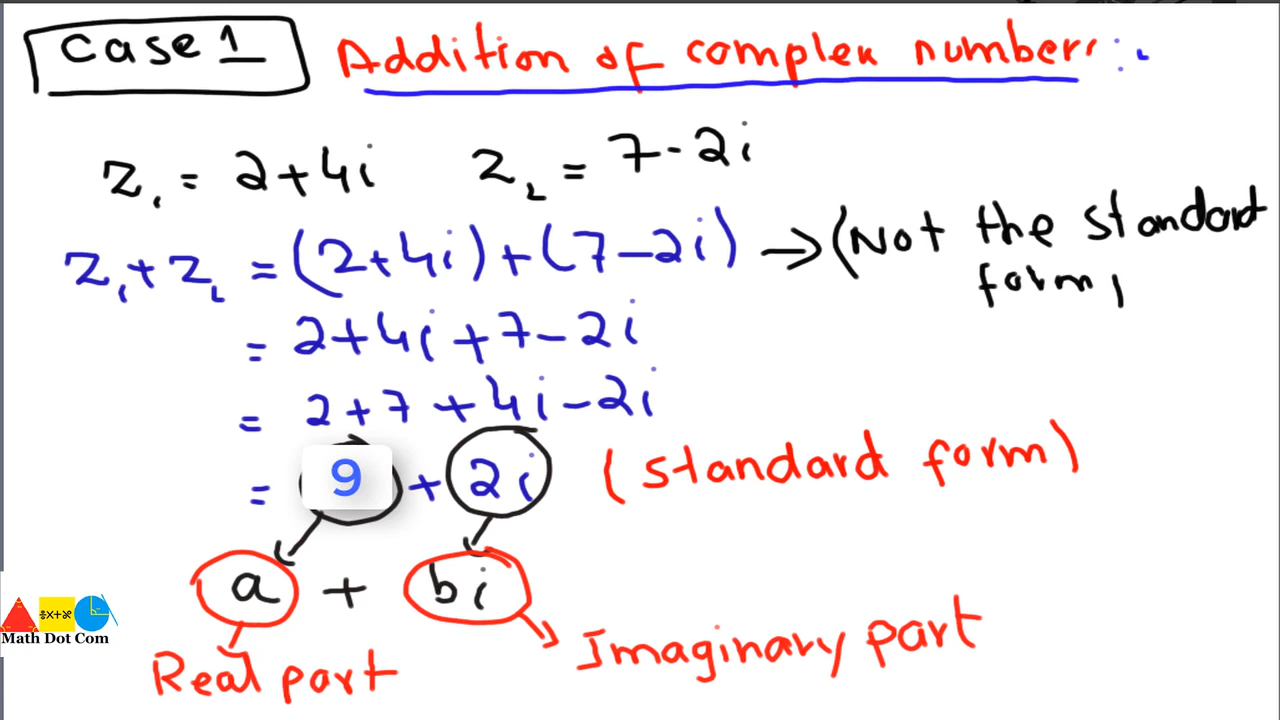 Case 1 Addition of complex number :
z₁ = 2+4i z₂ = 7-2i
z₁+z₂ = (2+4i)+(7-2i) → (Not the standard
form)
= 2+4i+7-2i
= 2+7+4i-2i
= 9 + 2i (standard form)
a + bi
÷x+%
Math Dot Com
Imaginary part
Real part